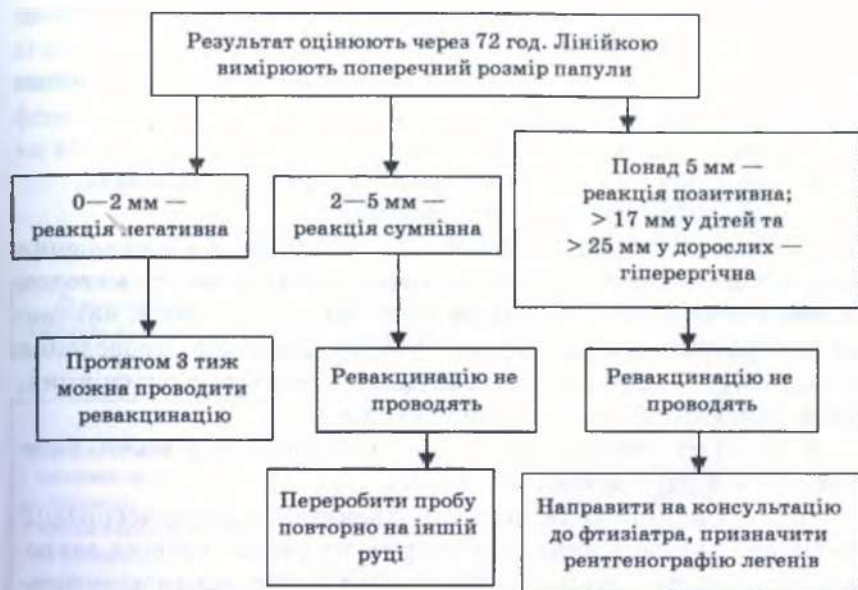 Результат оцінюють через 72 год. Лінійкою
вимірюють поперечний розмір папули
0—2 мм —
реакція негативна
2—5 мм —
реакція сумнівна
Понад 5 мм —
реакція позитивна;
> 17 мм у дітей та
> 25 мм у дорослих —
гіперергічна
Протягом 3 тиж
можна проводити
ревакцинацію
Ревакцинацію не
проводять
Ревакцинацію не
проводять
Переробити пробу
повторно на іншій
руці
Направити на консультацію
до фтизіатра, призначити
рентгенографію легенів